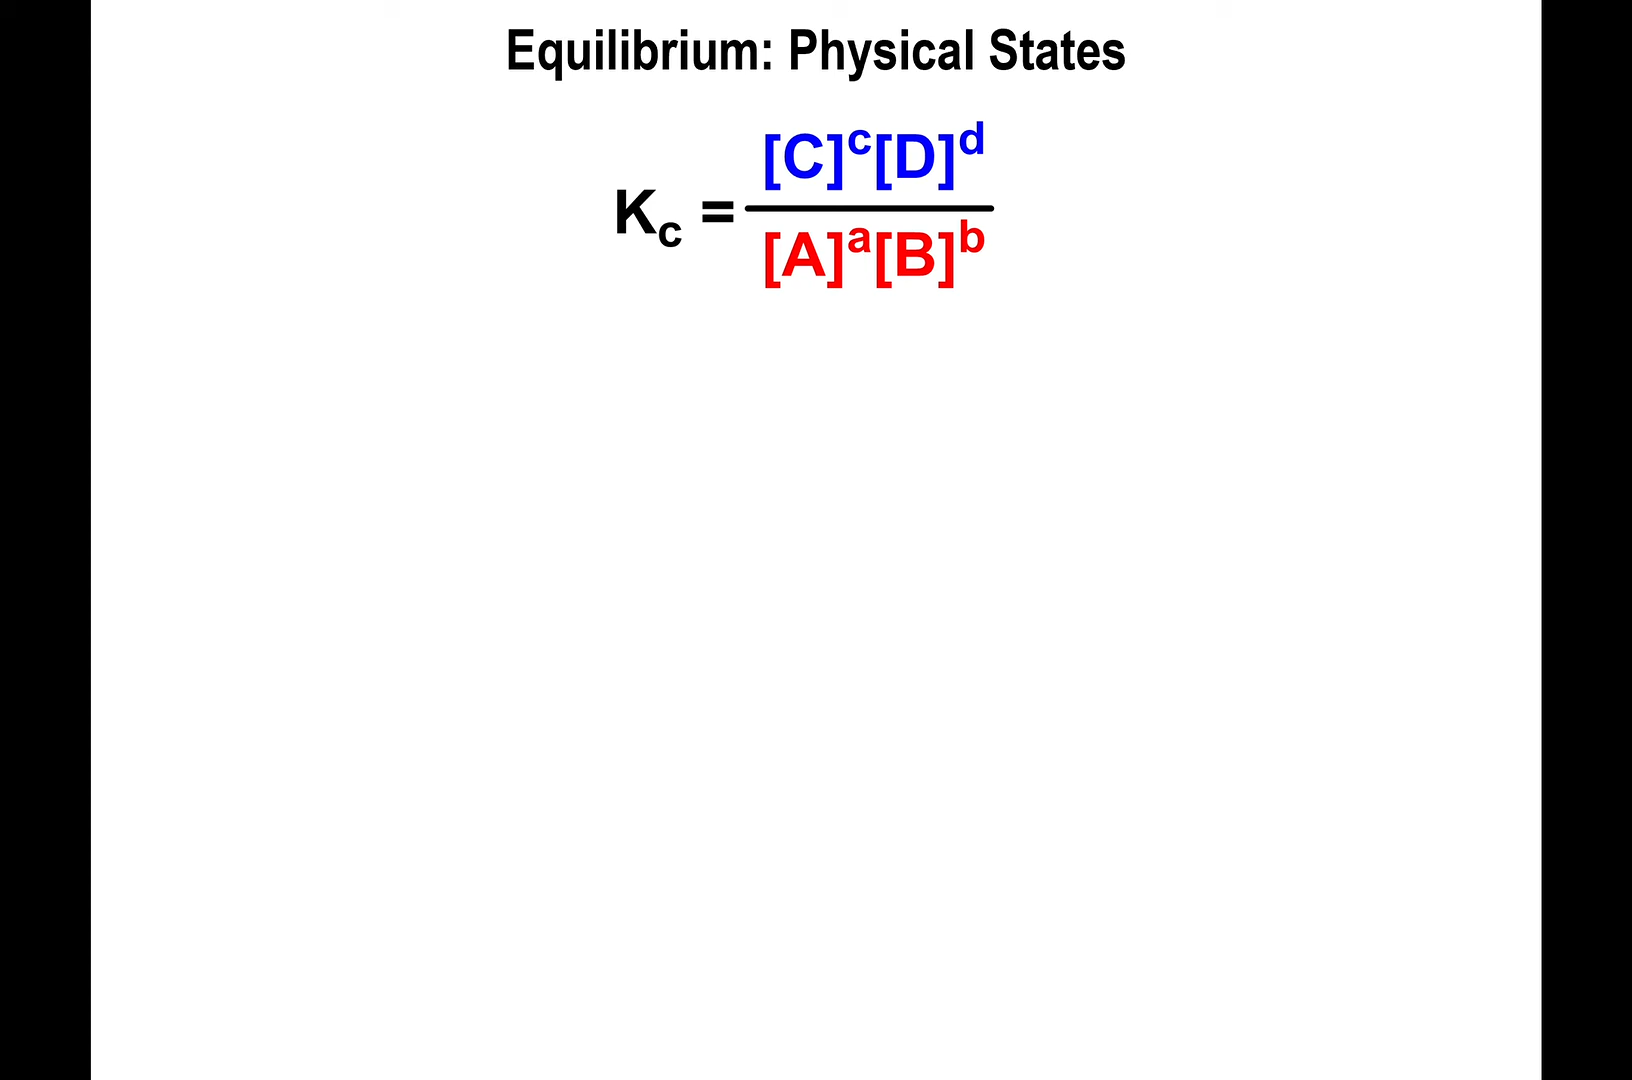 Equilibrium: Physical States
[C]ᶜ[D]ᵈ
K_c =
[A]ᵃ[B]ᵇ